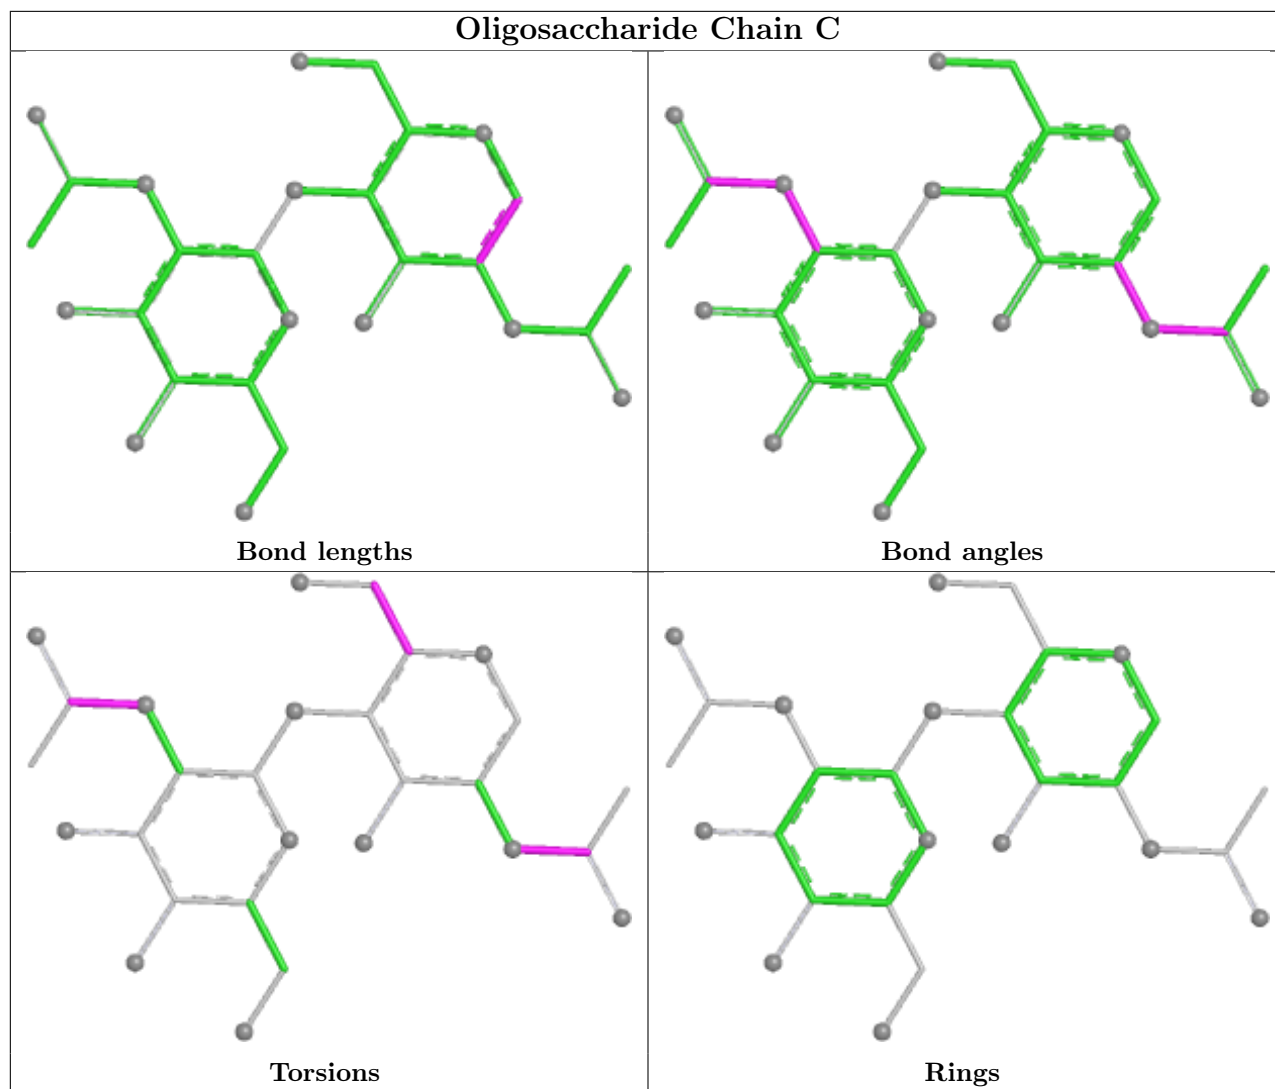 Oligosaccharide Chain C
Bond lengths
Bond angles
Torsions
Rings